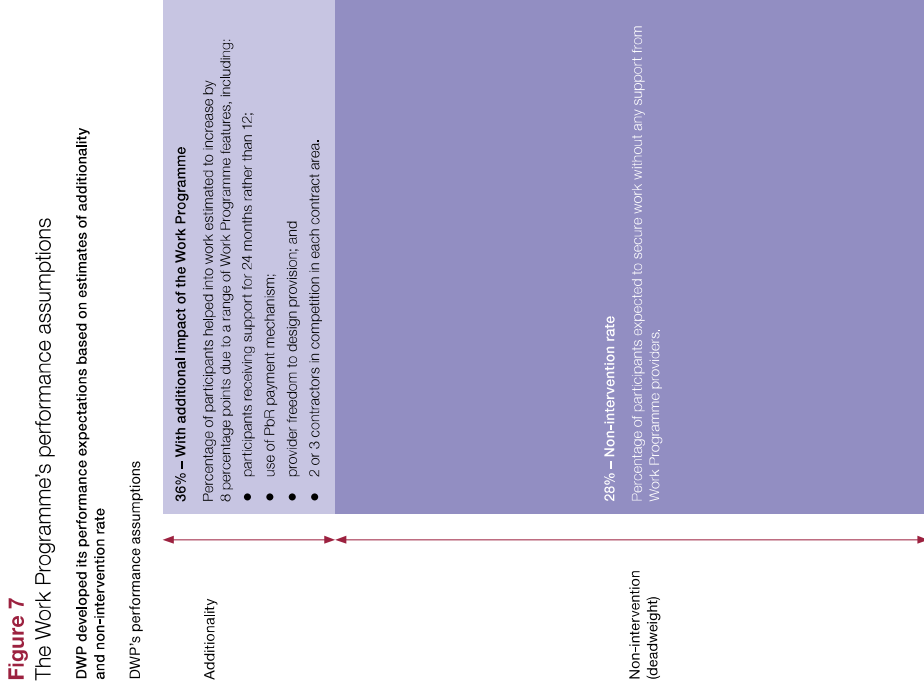 Figure 7
The Work Programme's performance assumptions
DWP developed its performance expectations based on estimates of additionality
and non-intervention rate
DWP's performance assumptions
Additionality
36% – With additional impact of the Work Programme
Percentage of participants helped into work estimated to increase by
8 percentage points due to a range of Work Programme features, including:
● participants receiving support for 24 months rather than 12;
● use of PbR payment mechanism;
● provider freedom to design provision; and
● 2 or 3 contractors in competition in each contract area.
Non-intervention
(deadweight)
28% – Non-intervention rate
Percentage of participants expected to secure work without any support from
Work Programme providers.